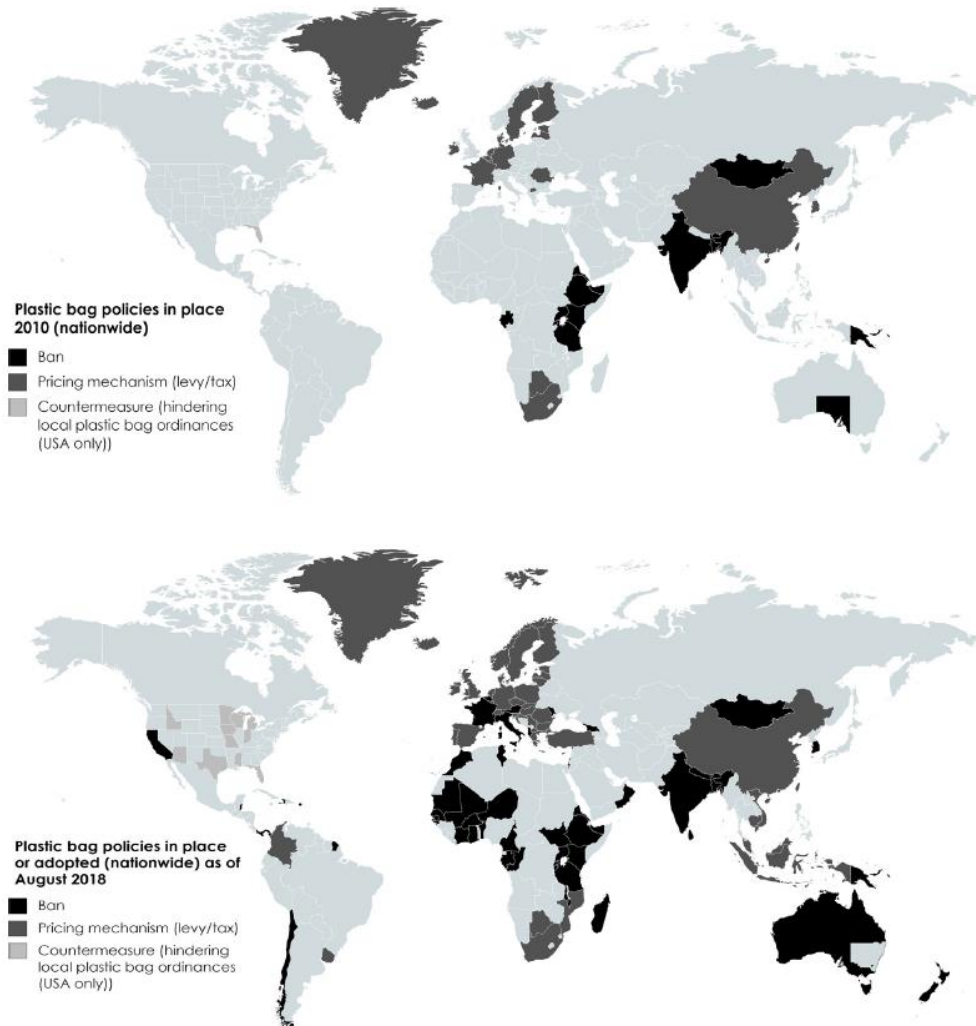 Plastic bag policies in place
2010 (nationwide)
Ban
Pricing mechanism (levy/tax)
Countermeasure (hindering
local plastic bag ordinances
(USA only))
Plastic bag policies in place
or adopted (nationwide) as of
August 2018
Ban
Pricing mechanism (levy/tax)
Countermeasure (hindering
local plastic bag ordinances
(USA only))